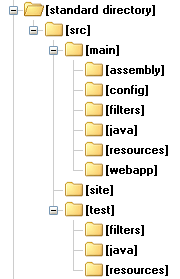 [standard directory]
[src]
[main]
[assembly]
[config]
[filters]
[java]
[resources]
[webapp]
[site]
[test]
[filters]
[java]
[resources]